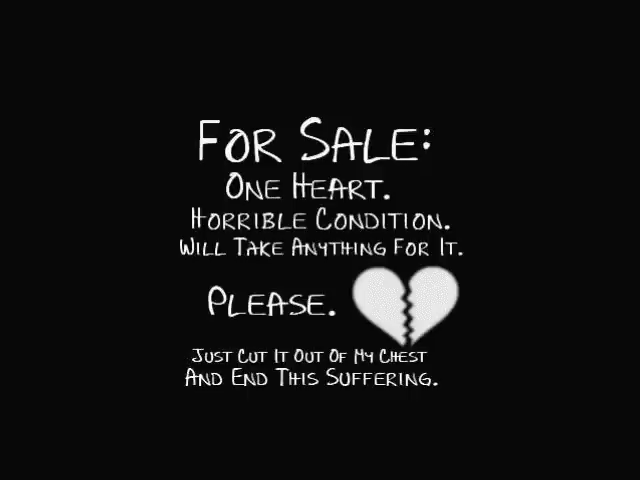 For Sale:
One Heart.
Horrible Condition.
Will Take Anything For It.
Please.
Just Cut It Out Of My Chest
And End This Suffering.